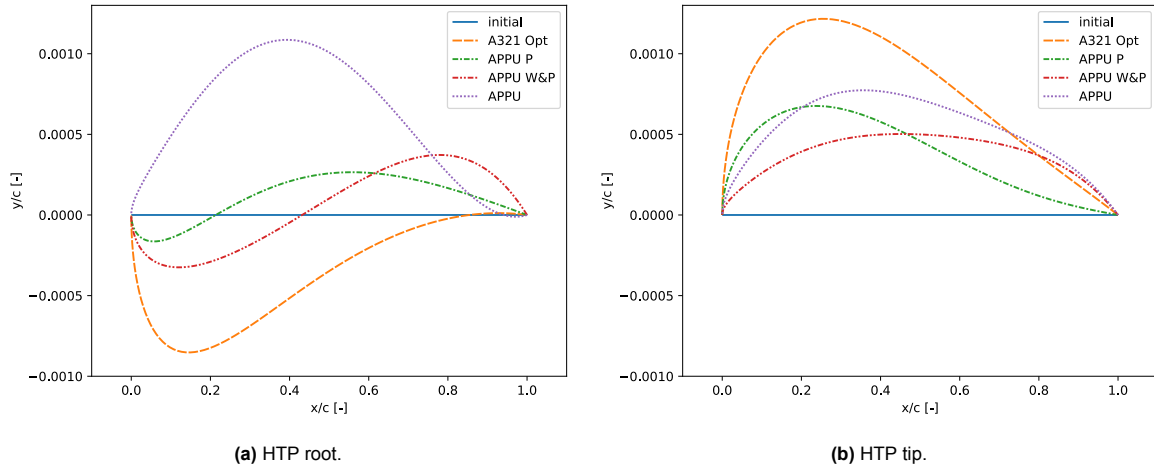 initial
A321 Opt
APPU P
APPU W&P
APPU
0.0010
0.0005
0.0000
−0.0005
−0.0010
y/c [-]
0.0 0.2 0.4 0.6 0.8 1.0
x/c [-]
(a) HTP root.
initial
A321 Opt
APPU P
APPU W&P
APPU
0.0010
0.0005
0.0000
−0.0005
−0.0010
y/c [-]
0.0 0.2 0.4 0.6 0.8 1.0
x/c [-]
(b) HTP tip.